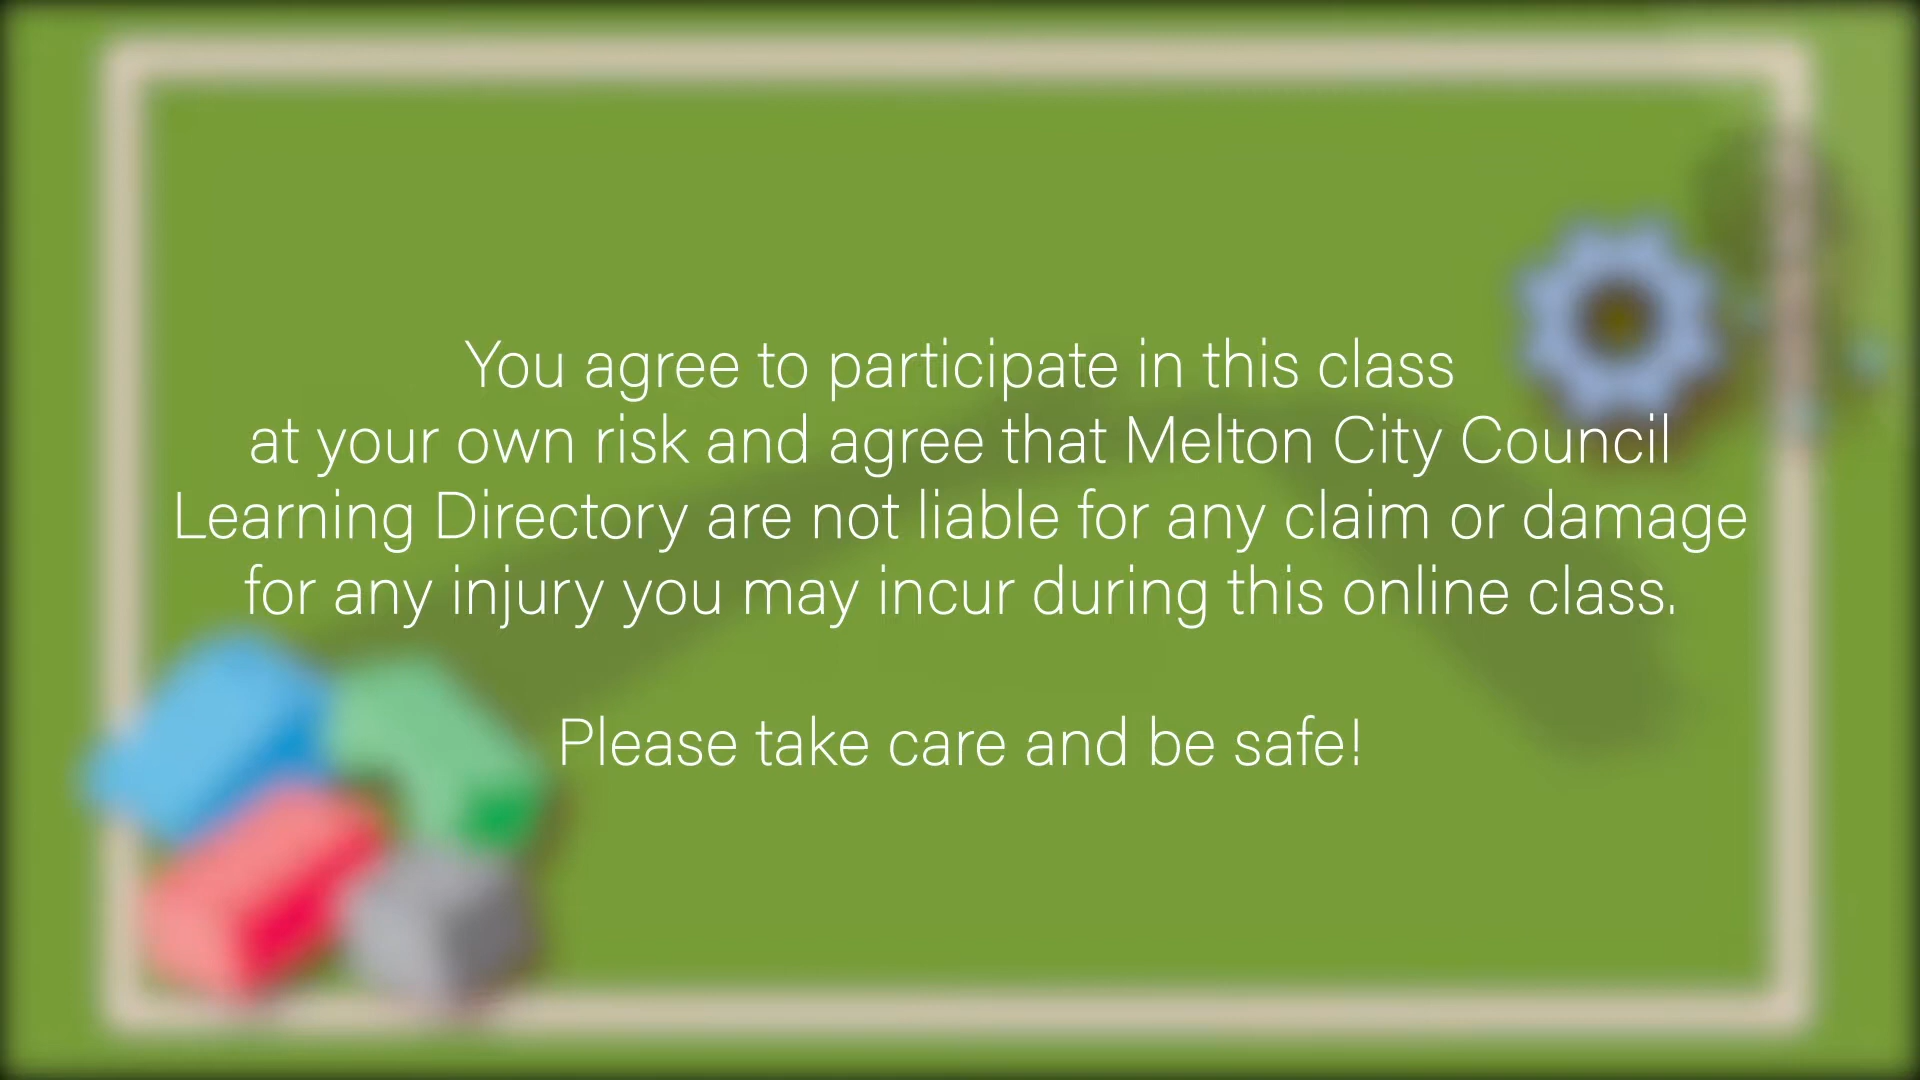 You agree to participate in this class
at your own risk and agree that Melton City Council
Learning Directory are not liable for any claim or damage
for any injury you may incur during this online class.
Please take care and be safe!